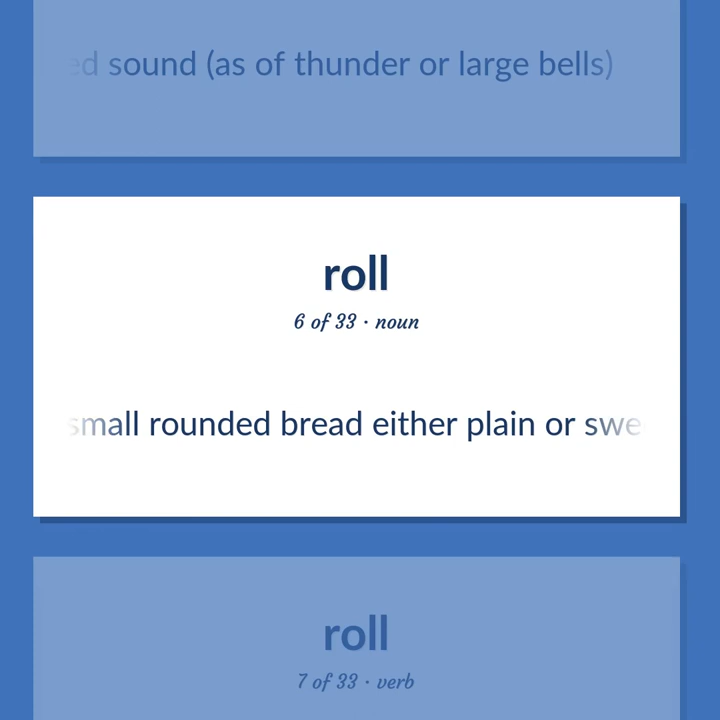 sound (as of thunder or large bells)
roll
6 of 33 · noun
small rounded bread either plain or
roll
7 of 33 · verb